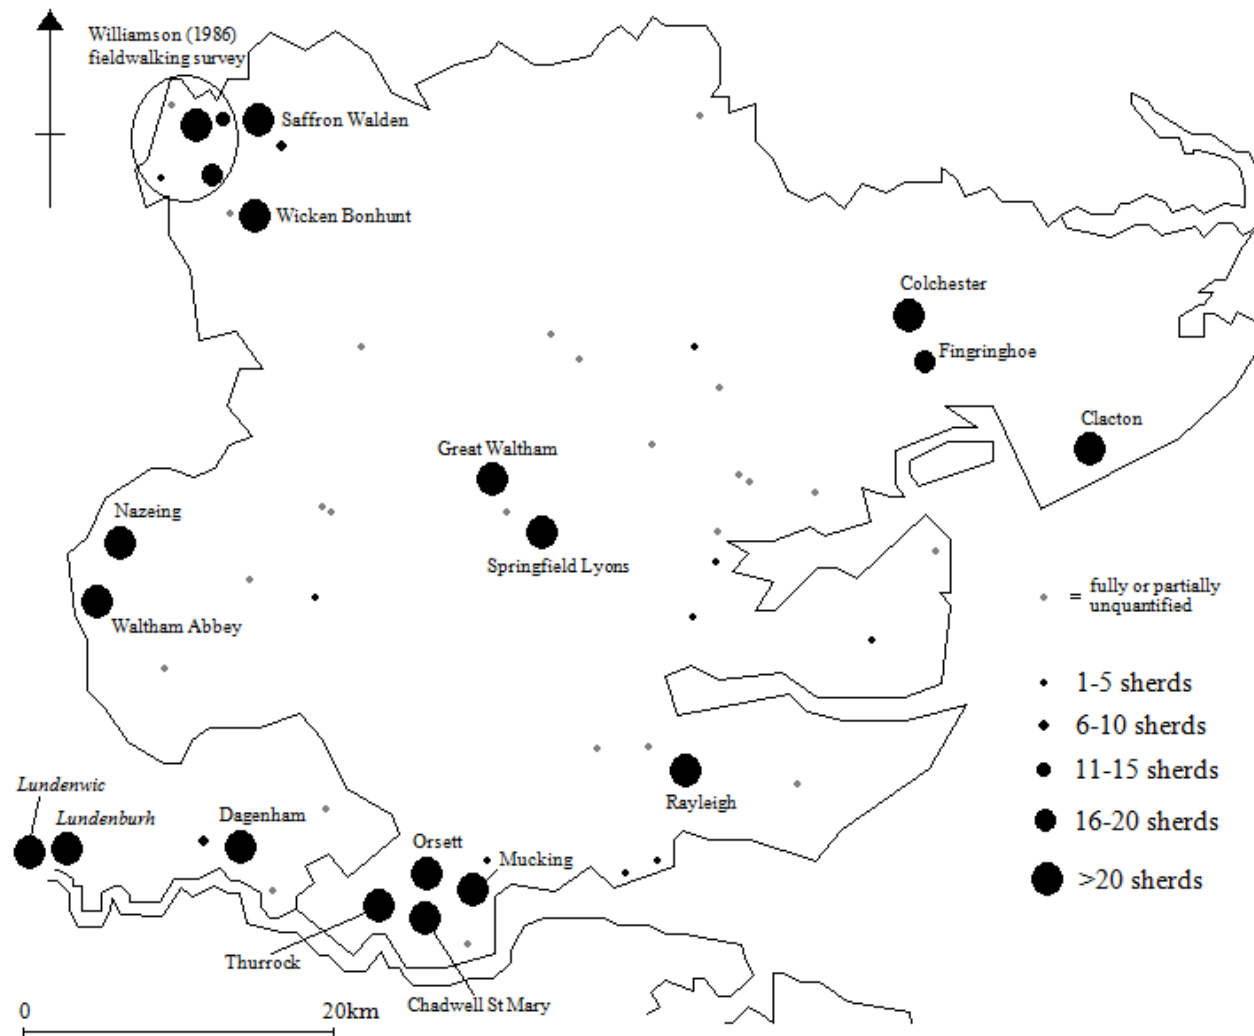 Williamson (1986)
fieldwalking survey
Saffron Walden
Wicken Bonhunt
Colchester
Fingringhoe
Clacton
Great Waltham
Nazeing
Springfield Lyons
Waltham Abbey
= fully or partially
unquantified
1-5 sherds
6-10 sherds
11-15 sherds
16-20 sherds
>20 sherds
Rayleigh
Lundenwic
Lundenburh
Dagenham
Orsett
Mucking
Thurrock
Chadwell St Mary
0 20km